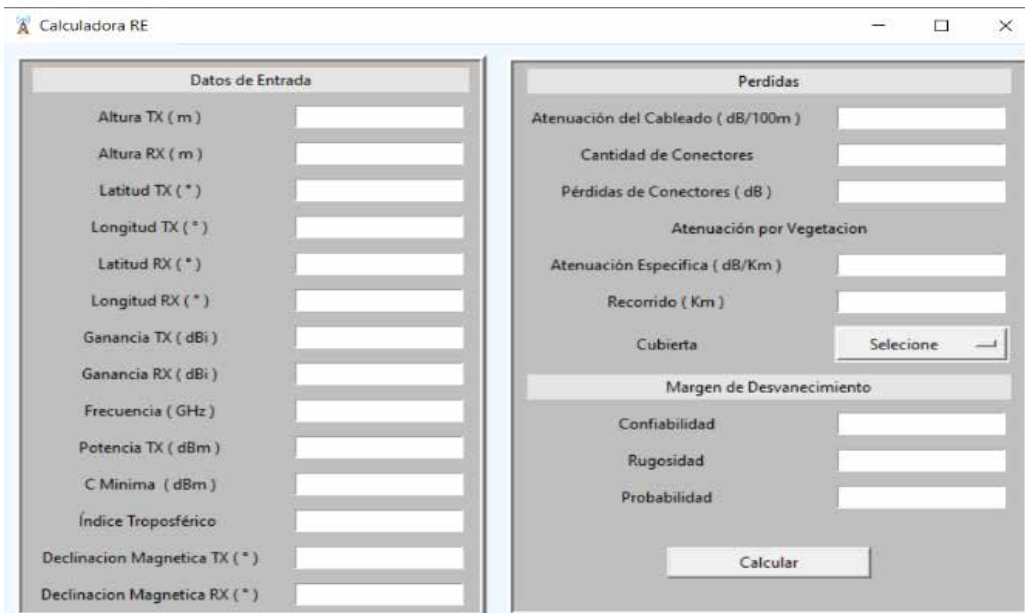 Calculadora RE
Datos de Entrada
Altura TX ( m )
Altura RX ( m )
Latitud TX ( ° )
Longitud TX ( ° )
Latitud RX ( ° )
Longitud RX ( ° )
Ganancia TX ( dBi )
Ganancia RX ( dBi )
Frecuencia ( GHz )
Potencia TX ( dBm )
C Minima ( dBm )
Índice Troposférico
Declinacion Magnetica TX ( ° )
Declinacion Magnetica RX ( ° )
Perdidas
Atenuación del Cableado ( dB/100m )
Cantidad de Conectores
Pérdidas de Conectores ( dB )
Atenuación por Vegetacion
Atenuación Especifica ( dB/Km )
Recorrido ( Km )
Cubierta
Selecione
Margen de Desvanecimiento
Confiabilidad
Rugosidad
Probabilidad
Calcular